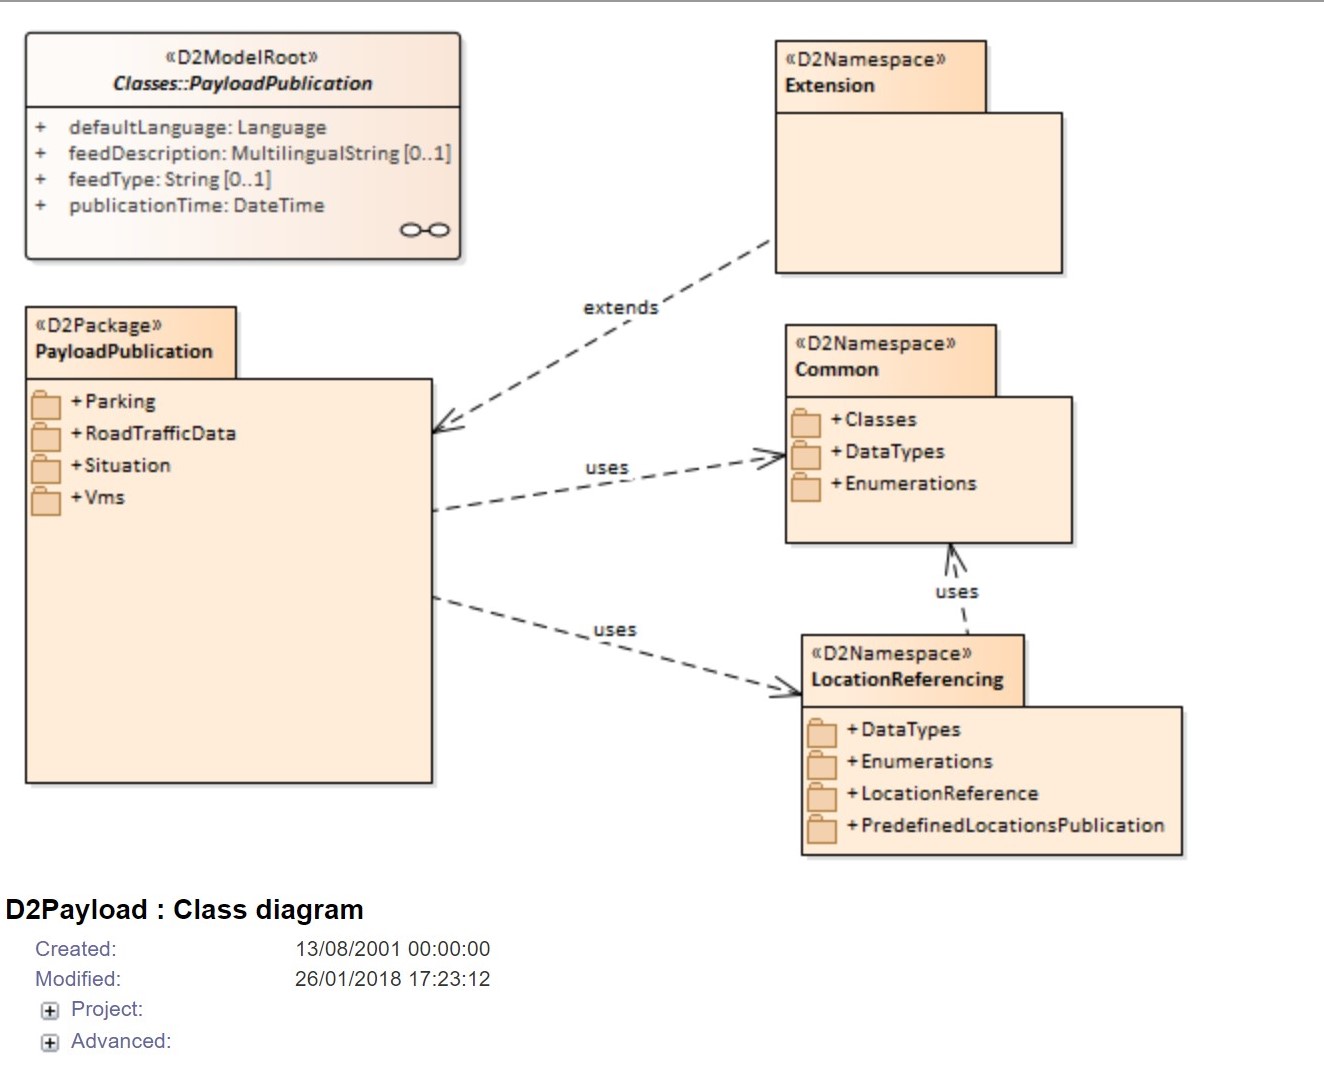 «D2ModelRoot»
Classes::PayloadPublication
+ defaultLanguage: Language
+ feedDescription: MultilingualString [0..1]
+ feedType: String [0..1]
+ publicationTime: DateTime
«D2Namespace»
Extension
extends
«D2Package»
PayloadPublication
+Parking
+RoadTrafficData
+Situation
+Vms
«D2Namespace»
Common
+Classes
+DataTypes
+Enumerations
uses
uses
uses
«D2Namespace»
LocationReferencing
+DataTypes
+Enumerations
+LocationReference
+PredefinedLocationsPublication
D2Payload : Class diagram
Created: 13/08/2001 00:00:00
Modified: 26/01/2018 17:23:12
Project:
Advanced: